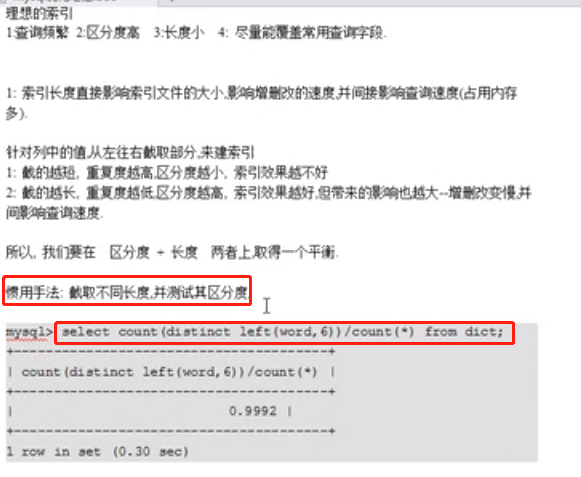 理想的索引
1:查询频繁 2:区分度高 3:长度小 4: 尽量能覆盖常用查询字段.
1: 索引长度直接影响索引文件的大小,影响增删改的速度,并间接影响查询速度(占用内存
多).
针对列中的值,从左往右截取部分,来建索引
1: 截的越短, 重复度越高,区分度越小, 索引效果越不好
2: 截的越长, 重复度越低,区分度越高, 索引效果越好,但带来的影响也越大--增删改变慢,并
间影响查询速度.
所以, 我们要在 区分度 + 长度 两者上,取得一个平衡.
惯用手法: 截取不同长度,并测试其区分度,
mysql> select count(distinct left(word,6))/count(*) from dict;
+---------------------------------------+
| count(distinct left(word,6))/count(*) |
+---------------------------------------+
| 0.9992 |
+---------------------------------------+
1 row in set (0.30 sec)